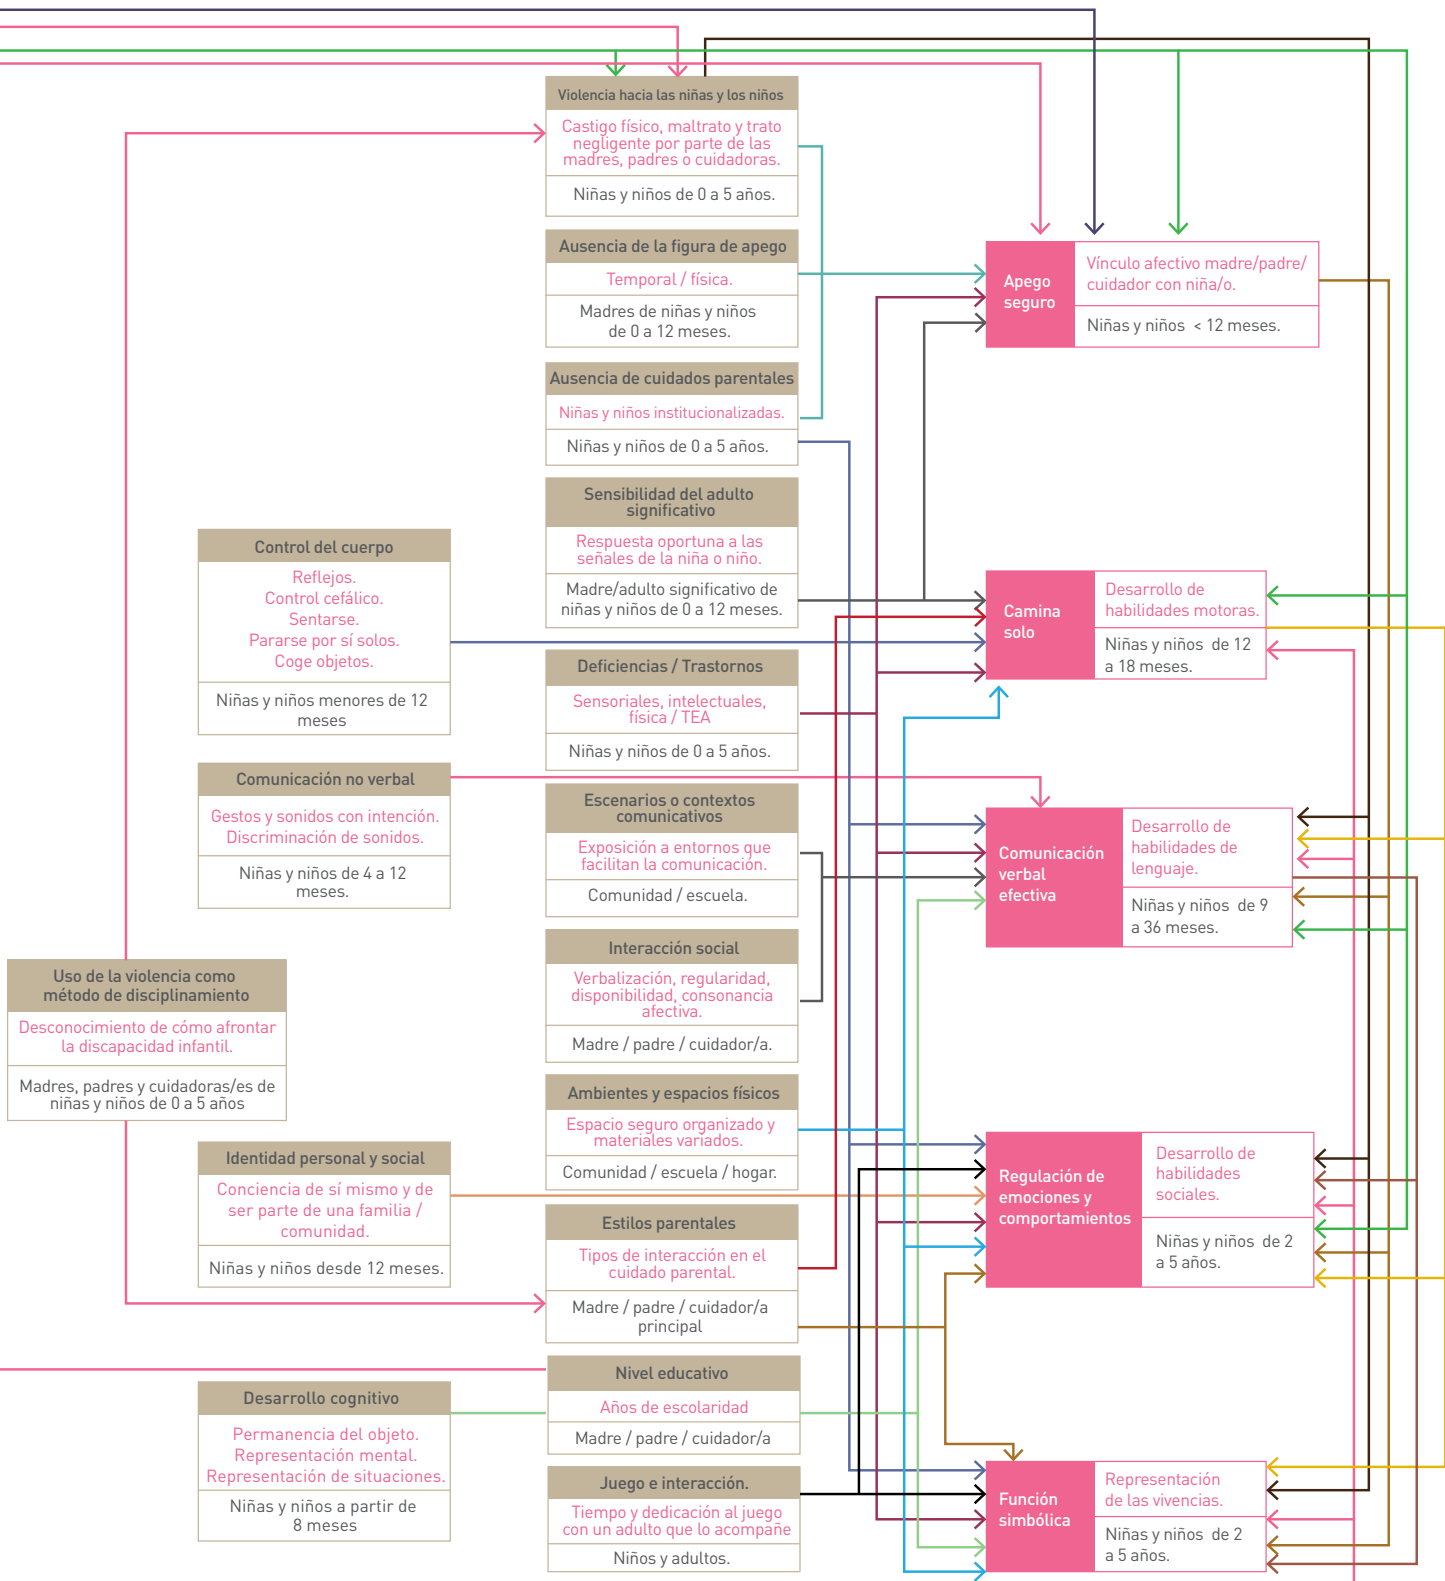 Violencia hacia las niñas y los niños
Castigo físico, maltrato y trato
negligente por parte de las
madres, padres o cuidadoras.
Niñas y niños de 0 a 5 años.
Ausencia de la figura de apego
Temporal / física.
Madres de niñas y niños
de 0 a 12 meses.
Apego
seguro
Vínculo afectivo madre/padre/
cuidador con niña/o.
Niñas y niños < 12 meses.
Ausencia de cuidados parentales
Niñas y niños institucionalizadas.
Niñas y niños de 0 a 5 años.
Sensibilidad del adulto
significativo
Respuesta oportuna a las
señales de la niña o niño.
Madre/adulto significativo de
niñas y niños de 0 a 12 meses.
Control del cuerpo
Reflejos.
Control cefálico.
Sentarse.
Pararse por sí solos.
Coge objetos.
Niñas y niños menores de 12
meses
Camina
solo
Desarrollo de
habilidades motoras.
Niñas y niños de 12
a 18 meses.
Deficiencias / Trastornos
Sensoriales, intelectuales,
física / TEA
Niñas y niños de 0 a 5 años.
Comunicación no verbal
Gestos y sonidos con intención.
Discriminación de sonidos.
Niñas y niños de 4 a 12
meses.
Escenarios o contextos
comunicativos
Exposición a entornos que
facilitan la comunicación.
Comunidad / escuela.
Comunicación
verbal
efectiva
Desarrollo de
habilidades de
lenguaje.
Niñas y niños de 9
a 36 meses.
Interacción social
Verbalización, regularidad,
disponibilidad, consonancia
afectiva.
Madre / padre / cuidador/a.
Uso de la violencia como
método de disciplinamiento
Desconocimiento de cómo afrontar
la discapacidad infantil.
Madres, padres y cuidadoras/es de
niñas y niños de 0 a 5 años
Ambientes y espacios físicos
Espacio seguro organizado y
materiales variados.
Comunidad / escuela / hogar.
Identidad personal y social
Conciencia de sí mismo y de
ser parte de una familia /
comunidad.
Niñas y niños desde 12 meses.
Regulación de
emociones y
comportamientos
Desarrollo de
habilidades
sociales.
Niñas y niños de 2
a 5 años.
Estilos parentales
Tipos de interacción en el
cuidado parental.
Madre / padre / cuidador/a
principal
Nivel educativo
Años de escolaridad
Madre / padre / cuidador/a
Desarrollo cognitivo
Permanencia del objeto.
Representación mental.
Representación de situaciones.
Niñas y niños a partir de
8 meses
Juego e interacción.
Tiempo y dedicación al juego
con un adulto que lo acompañe
Niños y adultos.
Función
simbólica
Representación
de las vivencias.
Niñas y niños de 2
a 5 años.